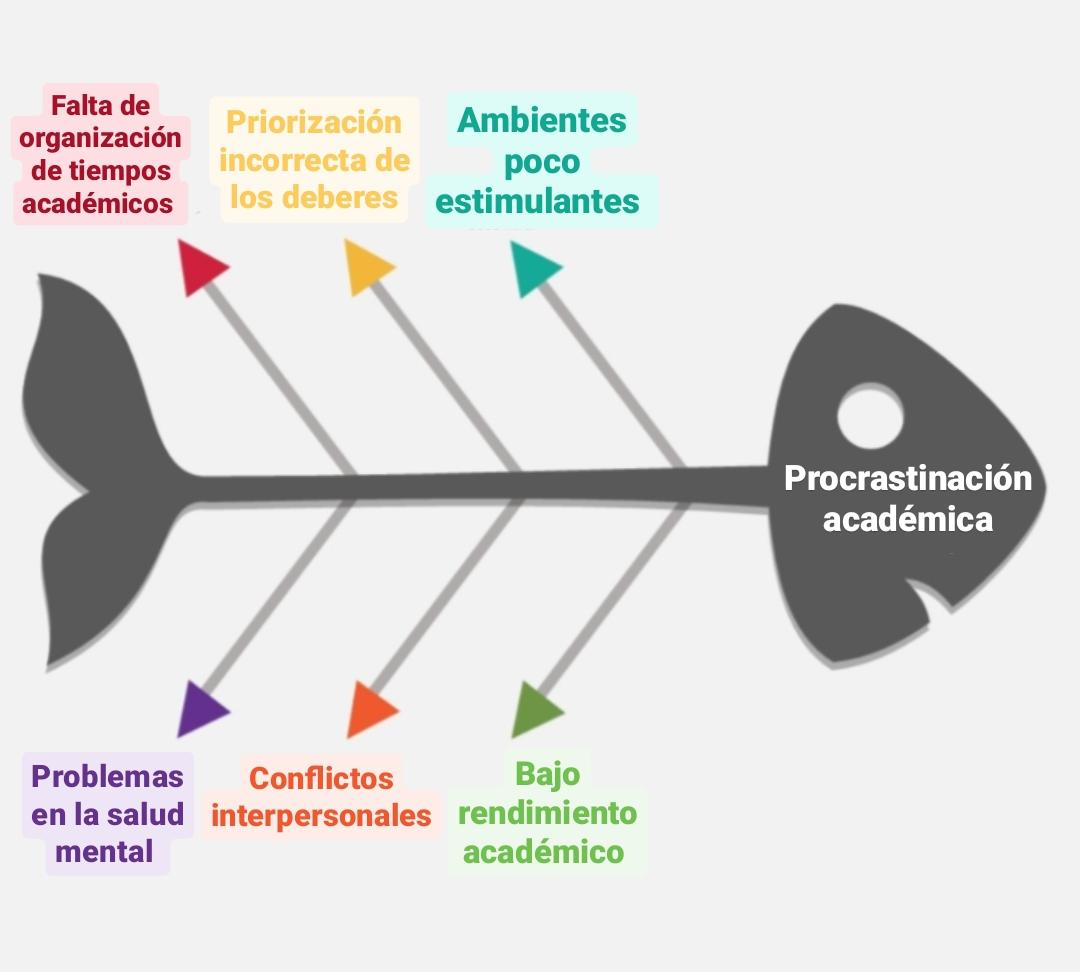 Falta de
organización
de tiempos
académicos
Priorización
incorrecta de
los deberes
Ambientes
poco
estimulantes
Procrastinación
académica
Problemas
en la salud
mental
Conflictos
interpersonales
Bajo
rendimiento
académico